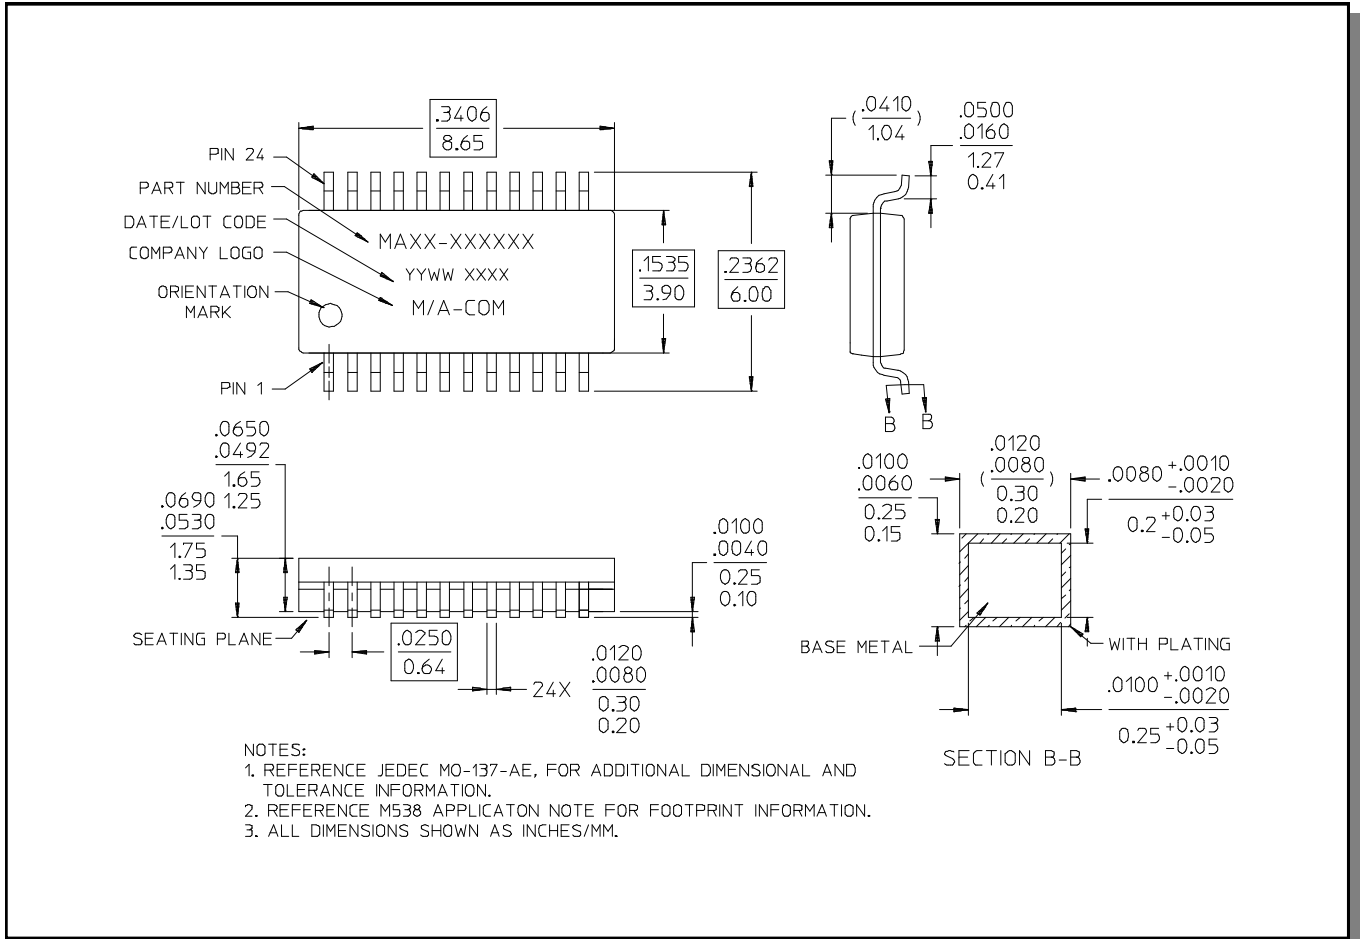 .3406
8.65
PIN 24
PART NUMBER
DATE/LOT CODE
COMPANY LOGO
ORIENTATION
MARK
PIN 1
MAXX-XXXXXX
YYWW XXXX
M/A-COM
.1535
3.90
.2362
6.00
(.0410)
1.04
.0500
.0160
1.27
0.41
B B
.0650
.0492
1.65
1.25
.0690
.0530
1.75
1.35
SEATING PLANE
.0250
0.64
24X
.0120
.0080
0.30
0.20
.0100
.0040
0.25
0.10
.0100
.0060
0.25
0.15
.0120
(.0080)
0.30
0.20
.0080 +.0010
-.0020
0.2 +0.03
-0.05
BASE METAL
WITH PLATING
.0100 +.0010
-.0020
0.25 +0.03
-0.05
SECTION B-B
NOTES:
1. REFERENCE JEDEC MO-137-AE, FOR ADDITIONAL DIMENSIONAL AND
TOLERANCE INFORMATION.
2. REFERENCE M538 APPLICATON NOTE FOR FOOTPRINT INFORMATION.
3. ALL DIMENSIONS SHOWN AS INCHES/MM.